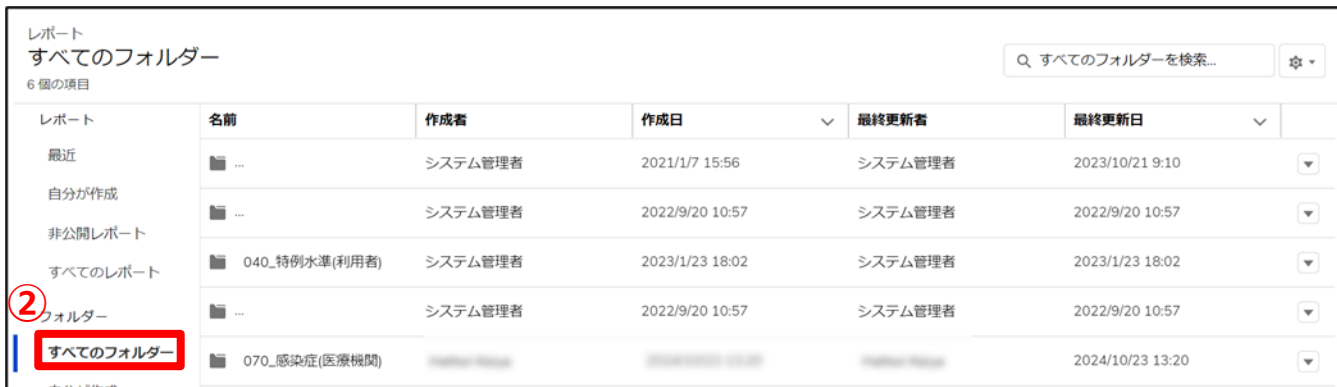 レポート
すべてのフォルダー
6 個の項目
すべてのフォルダーを検索...
レポート
最近
自分が作成
非公開レポート
すべてのレポート
②
フォルダー
すべてのフォルダー
名前 作成者 作成日 最終更新者 最終更新日
... システム管理者 2021/1/7 15:56 システム管理者 2023/10/21 9:10
... システム管理者 2022/9/20 10:57 システム管理者 2022/9/20 10:57
040_特例水準(利用者) システム管理者 2023/1/23 18:02 システム管理者 2023/1/23 18:02
... システム管理者 2022/9/20 10:57 システム管理者 2022/9/20 10:57
070_感染症(医療機関) 2024/10/23 13:20